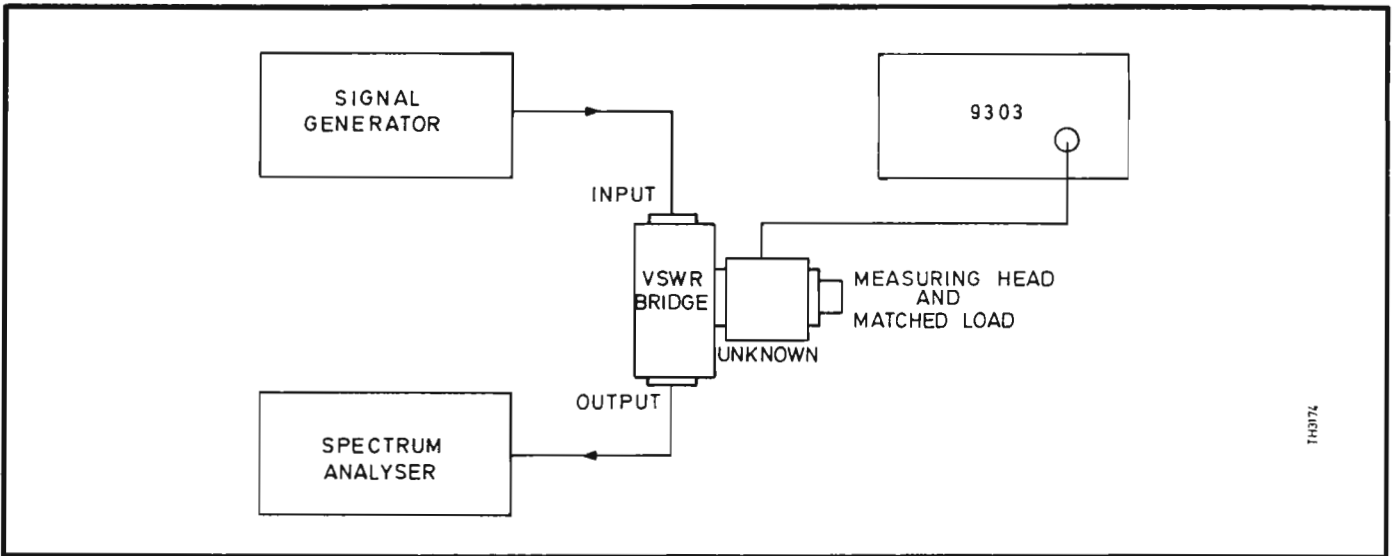 SIGNAL
GENERATOR
9303
INPUT
VSWR
BRIDGE
MEASURING HEAD
AND
MATCHED LOAD
UNKNOWN
OUTPUT
SPECTRUM
ANALYSER
TH3174